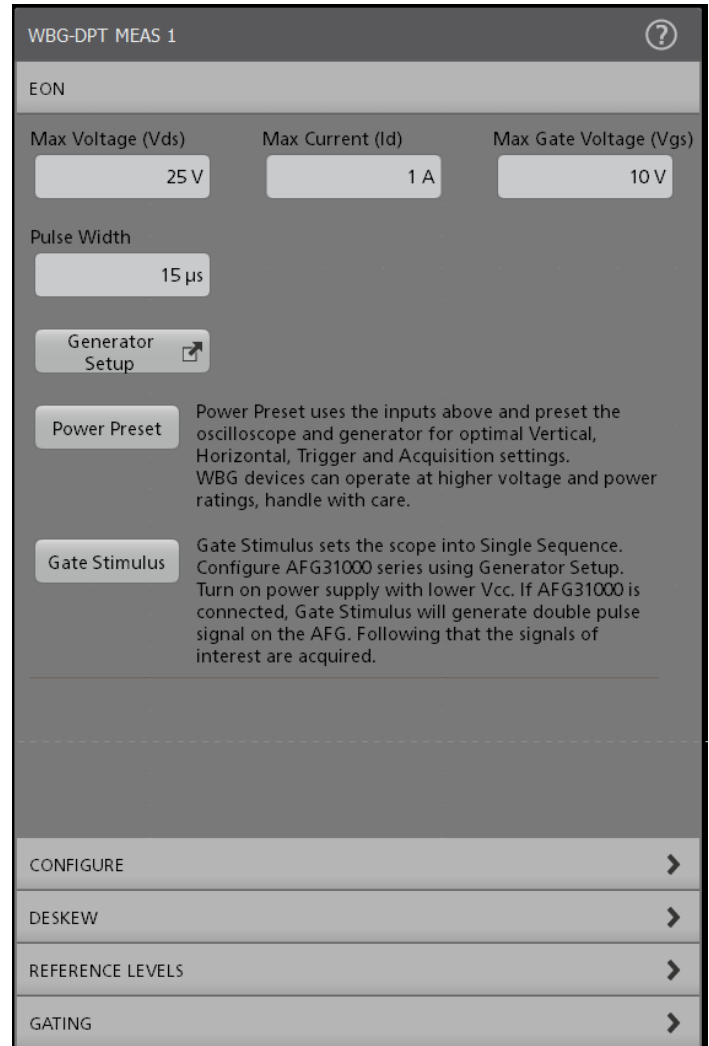 WBG-DPT MEAS 1
?
EON
Max Voltage (Vds)
Max Current (Id)
Max Gate Voltage (Vgs)
25 V
1 A
10 V
Pulse Width
15 µs
Generator
Setup
Power Preset
Power Preset uses the inputs above and preset the
oscilloscope and generator for optimal Vertical,
Horizontal, Trigger and Acquisition settings.
WBG devices can operate at higher voltage and power
ratings, handle with care.
Gate Stimulus
Gate Stimulus sets the scope into Single Sequence.
Configure AFG31000 series using Generator Setup.
Turn on power supply with lower Vcc. If AFG31000 is
connected, Gate Stimulus will generate double pulse
signal on the AFG. Following that the signals of
interest are acquired.
CONFIGURE
DESKEW
REFERENCE LEVELS
GATING